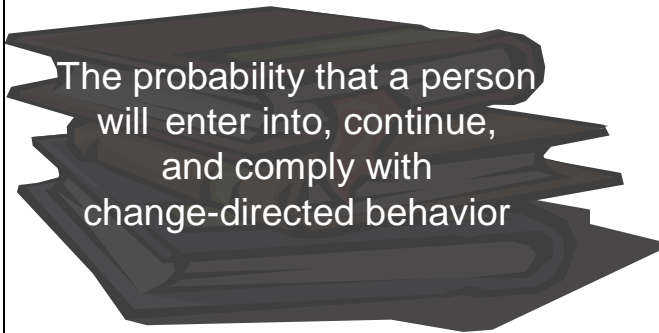 The probability that a person
will enter into, continue,
and comply with
change-directed behavior